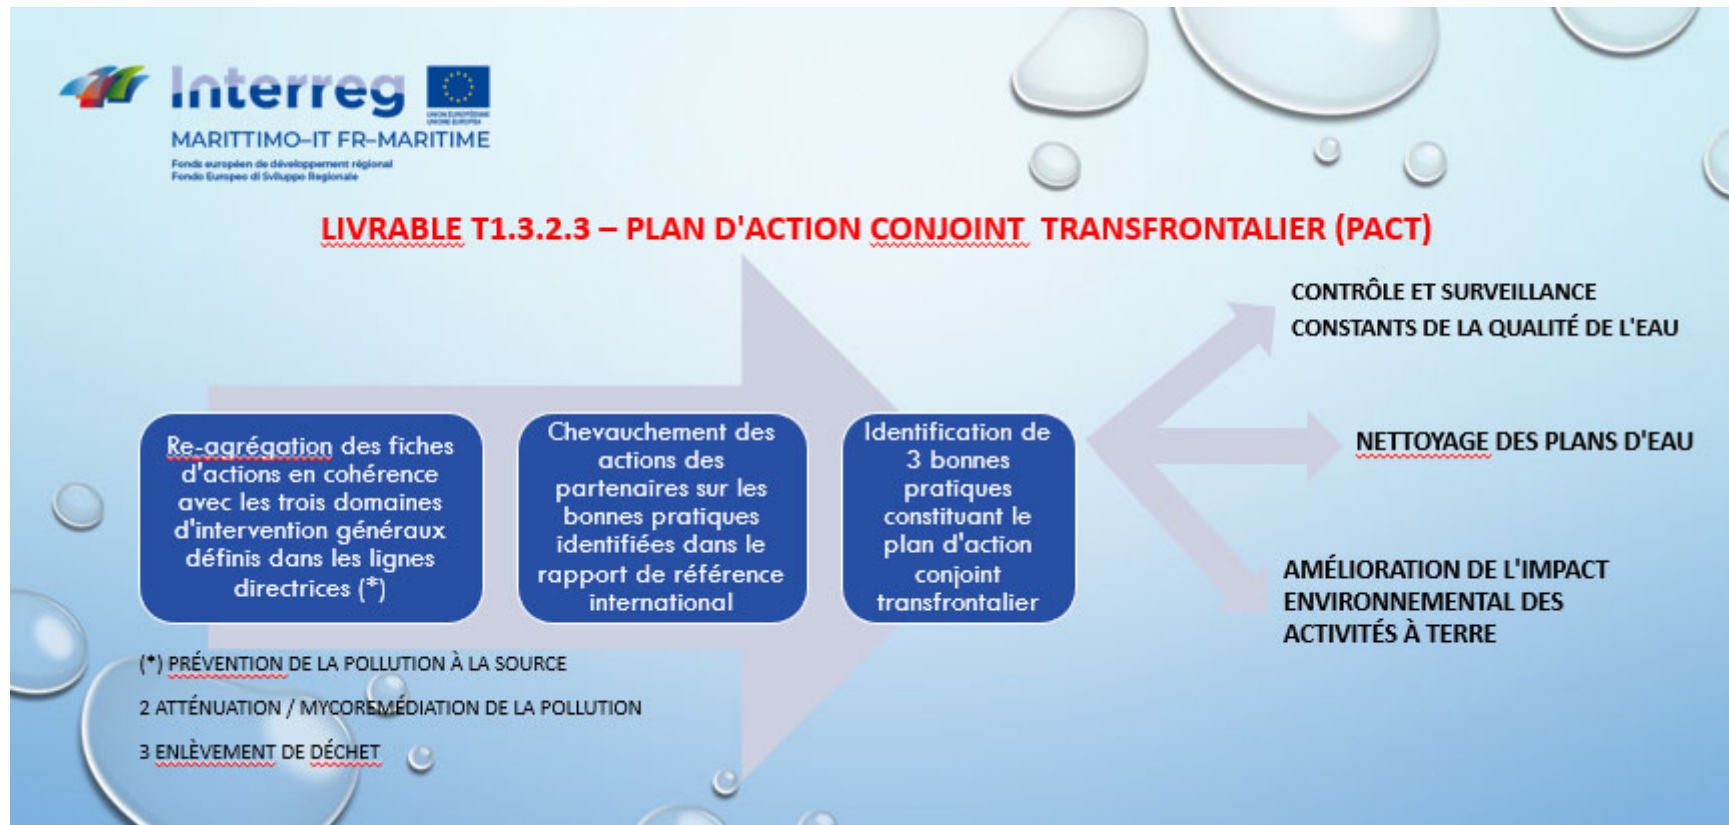 Interreg
UNION EUROPÉENNE
UNIONE EUROPEA
MARITTIMO–IT FR–MARITIME
Fonds européen de développement régional
Fondo Europeo di Sviluppo Regionale
LIVRABLE T1.3.2.3 – PLAN D'ACTION CONJOINT TRANSFRONTALIER (PACT)
Re-agrégation des fiches
d'actions en cohérence
avec les trois domaines
d'intervention généraux
définis dans les lignes
directrices (*)
Chevauchement des
actions des
partenaires sur les
bonnes pratiques
identifiées dans le
rapport de référence
international
Identification de
3 bonnes
pratiques
constituant le
plan d'action
conjoint
transfrontalier
CONTRÔLE ET SURVEILLANCE
CONSTANTS DE LA QUALITÉ DE L'EAU
NETTOYAGE DES PLANS D'EAU
AMÉLIORATION DE L'IMPACT
ENVIRONNEMENTAL DES
ACTIVITÉS À TERRE
(*) PRÉVENTION DE LA POLLUTION À LA SOURCE
2 ATTÉNUATION / MYCOREMÉDIATION DE LA POLLUTION
3 ENLÈVEMENT DE DÉCHET